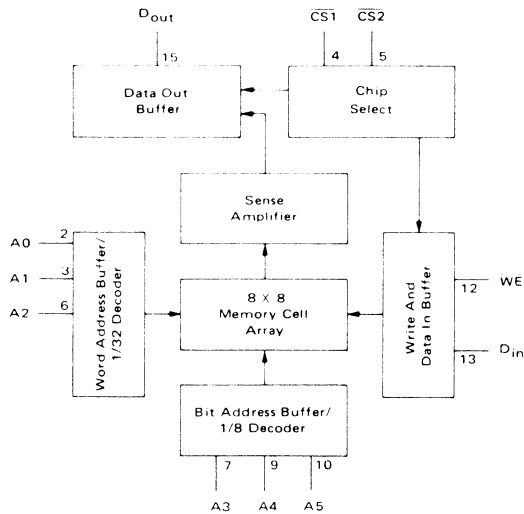 Dout
CS1 CS2
15
4 5
Data Out
Buffer
Chip
Select
Sense
Amplifier
A0 2
A1 3
A2 6
Word Address Buffer/
1/32 Decoder
8 X 8
Memory Cell
Array
Write And
Data In Buffer
12 WE
13 Din
Bit Address Buffer/
1/8 Decoder
7 9 10
A3 A4 A5